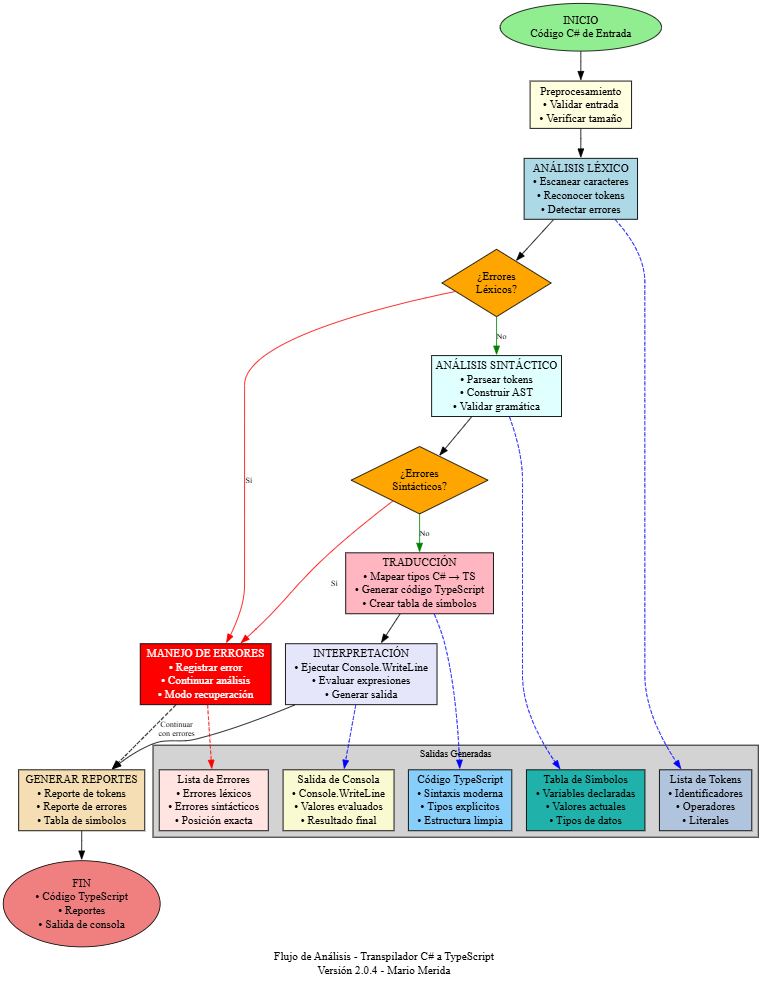 INICIO
Código C# de Entrada
Preprocesamiento
• Validar entrada
• Verificar tamaño
ANÁLISIS LÉXICO
• Escanear caracteres
• Reconocer tokens
• Detectar errores
¿Errores
Léxicos?
No
ANÁLISIS SINTÁCTICO
• Parsear tokens
• Construir AST
• Validar gramática
¿Errores
Sintácticos?
Sí
No
TRADUCCIÓN
• Mapear tipos C# → TS
• Generar código TypeScript
• Crear tabla de símbolos
Sí
MANEJO DE ERRORES
• Registrar error
• Continuar análisis
• Modo recuperación
INTERPRETACIÓN
• Ejecutar Console.WriteLine
• Evaluar expresiones
• Generar salida
Continuar
con errores
Salidas Generadas
GENERAR REPORTES
• Reporte de tokens
• Reporte de errores
• Tabla de símbolos
Lista de Errores
• Errores léxicos
• Errores sintácticos
• Posición exacta
Salida de Consola
• Console.WriteLine
• Valores evaluados
• Resultado final
Código TypeScript
• Sintaxis moderna
• Tipos explícitos
• Estructura limpia
Tabla de Símbolos
• Variables declaradas
• Valores actuales
• Tipos de datos
Lista de Tokens
• Identificadores
• Operadores
• Literales
FIN
• Código TypeScript
• Reportes
• Salida de consola
Flujo de Análisis - Transpilador C# a TypeScript
Versión 2.0.4 - Mario Merida